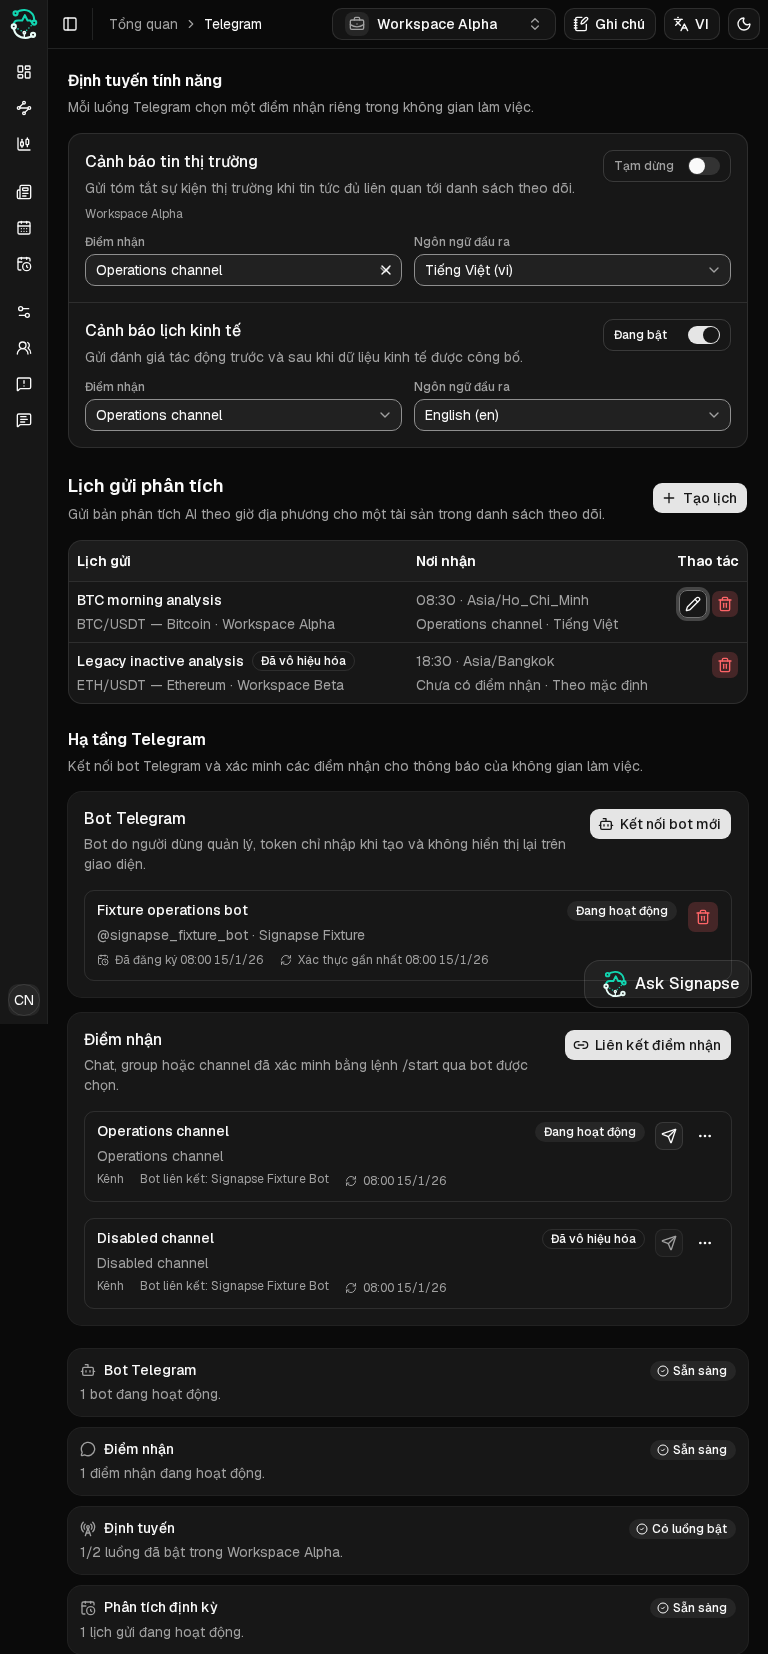 Tổng quan
Telegram
Workspace Alpha
Ghi chú
VI
Định tuyến tính năng
Mỗi luồng Telegram chọn một điểm nhận riêng trong không gian làm việc.
Cảnh báo tin thị trường
Tạm dừng
Gửi tóm tắt sự kiện thị trường khi tin tức đủ liên quan tới danh sách theo dõi.
Workspace Alpha
Điểm nhận
Ngôn ngữ đầu ra
Operations channel
Tiếng Việt (vi)
Cảnh báo lịch kinh tế
Đang bật
Gửi đánh giá tác động trước và sau khi dữ liệu kinh tế được công bố.
Điểm nhận
Ngôn ngữ đầu ra
Operations channel
English (en)
Lịch gửi phân tích
Gửi bản phân tích AI theo giờ địa phương cho một tài sản trong danh sách theo dõi.
Tạo lịch
Lịch gửi
Nơi nhận
Thao tác
BTC morning analysis
08:30 · Asia/Ho_Chi_Minh
BTC/USDT — Bitcoin · Workspace Alpha
Operations channel · Tiếng Việt
Legacy inactive analysis
Đã vô hiệu hóa
18:30 · Asia/Bangkok
ETH/USDT — Ethereum · Workspace Beta
Chưa có điểm nhận · Theo mặc định
Hạ tầng Telegram
Kết nối bot Telegram và xác minh các điểm nhận cho thông báo của không gian làm việc.
Bot Telegram
Kết nối bot mới
Bot do người dùng quản lý, token chỉ nhập khi tạo và không hiển thị lại trên
giao diện.
Fixture operations bot
Đang hoạt động
@signapse_fixture_bot · Signapse Fixture
Đã đăng ký 08:00 15/1/26
Xác thực gần nhất 08:00 15/1/26
Ask Signapse
CN
Điểm nhận
Liên kết điểm nhận
Chat, group hoặc channel đã xác minh bằng lệnh /start qua bot được
chọn.
Operations channel
Đang hoạt động
Operations channel
Kênh
Bot liên kết: Signapse Fixture Bot
08:00 15/1/26
Disabled channel
Đã vô hiệu hóa
Disabled channel
Kênh
Bot liên kết: Signapse Fixture Bot
08:00 15/1/26
Bot Telegram
Sẵn sàng
1 bot đang hoạt động.
Điểm nhận
Sẵn sàng
1 điểm nhận đang hoạt động.
Định tuyến
Có luồng bật
1/2 luồng đã bật trong Workspace Alpha.
Phân tích định kỳ
Sẵn sàng
1 lịch gửi đang hoạt động.